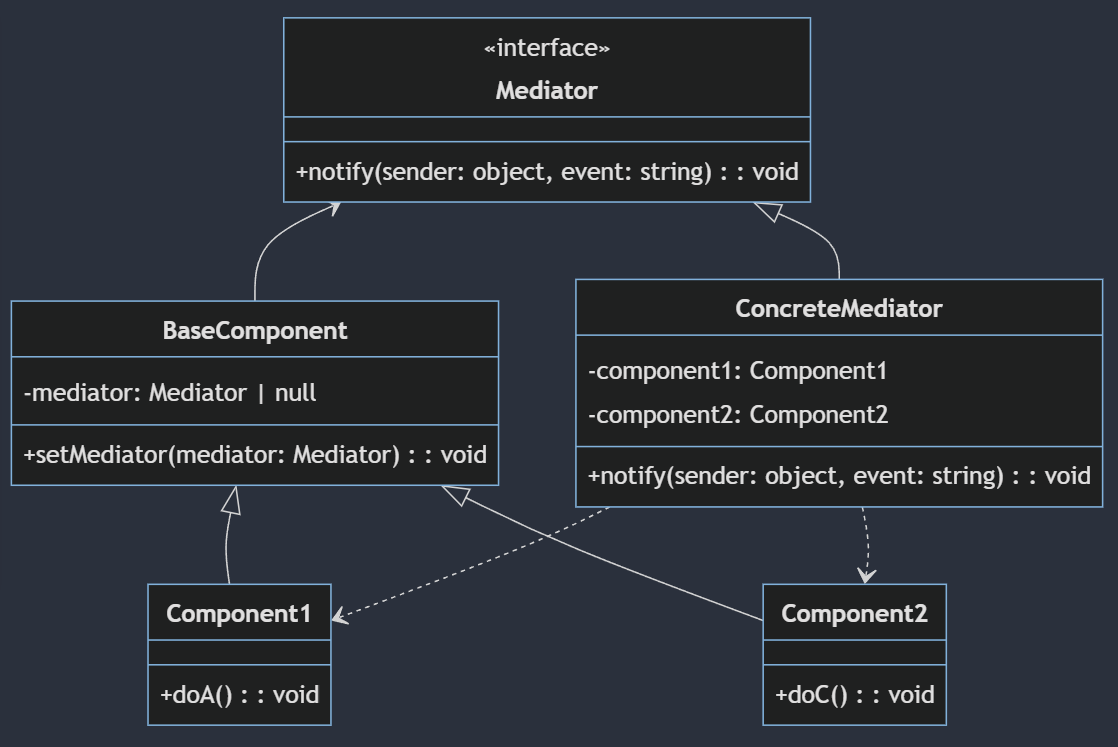 «interface»
Mediator
+notify(sender: object, event: string) : : void
BaseComponent
-mediator: Mediator | null
+setMediator(mediator: Mediator) : : void
ConcreteMediator
-component1: Component1
-component2: Component2
+notify(sender: object, event: string) : : void
Component1
+doA() : : void
Component2
+doC() : : void